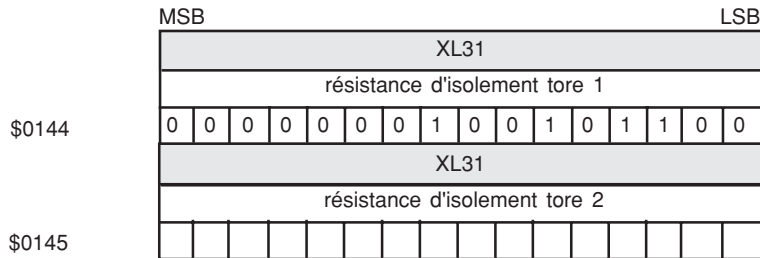 MSB LSB
XL31
résistance d'isolement tore 1
$0144 0 0 0 0 0 0 0 1 0 0 1 0 1 1 0 0
XL31
résistance d'isolement tore 2
$0145